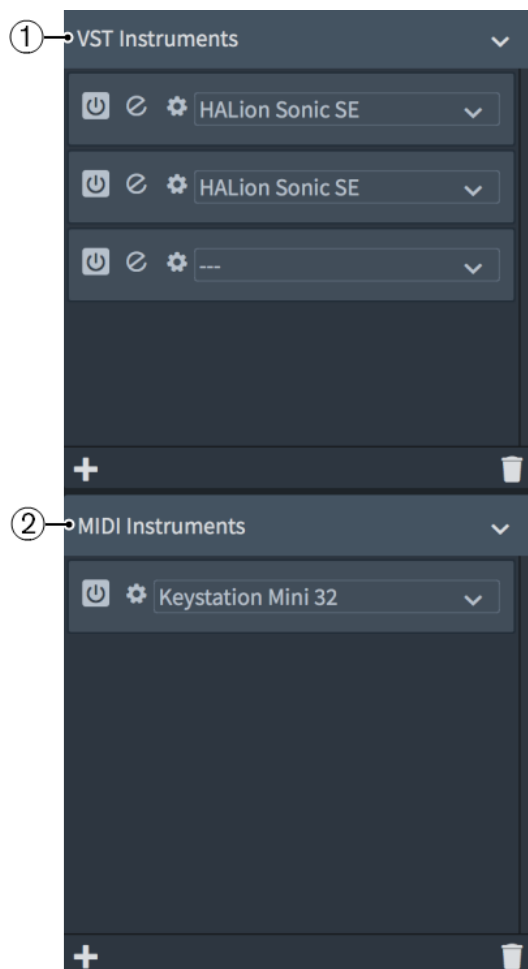 ① VST Instruments
HALion Sonic SE
HALion Sonic SE
---
② MIDI Instruments
Keystation Mini 32